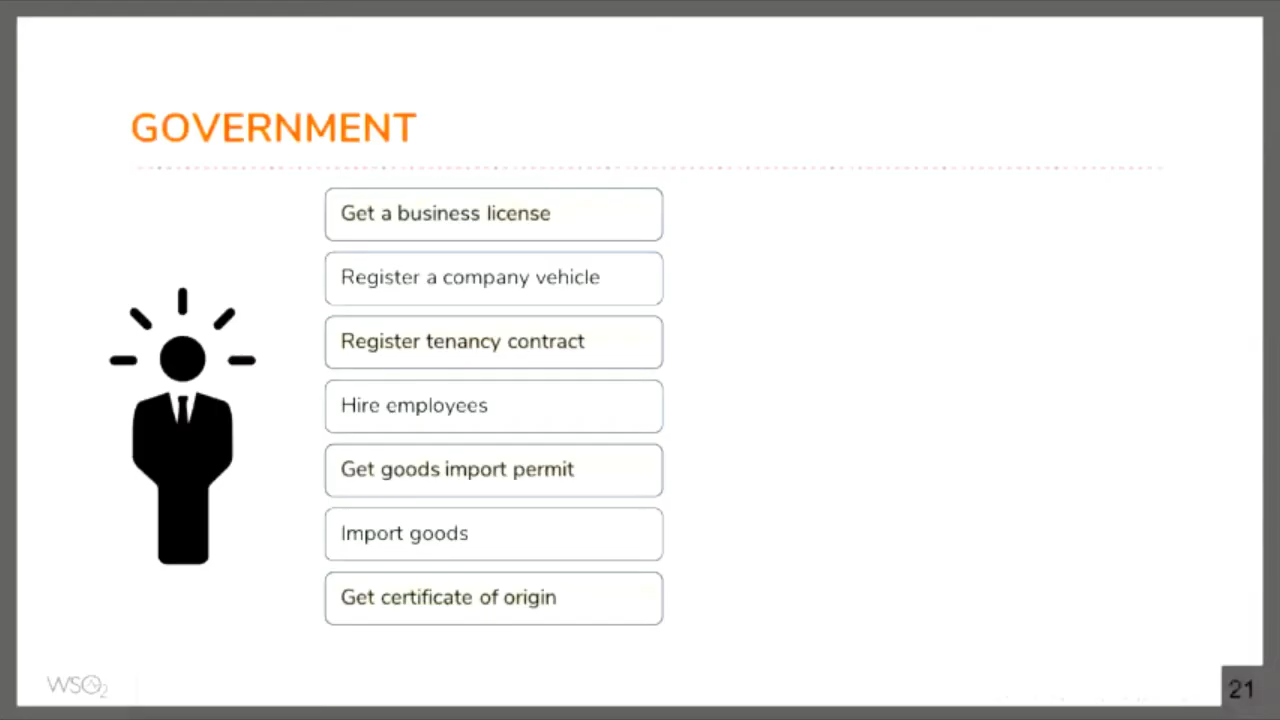 GOVERNMENT
Get a business license
Register a company vehicle
Register tenancy contract
Hire employees
Get goods import permit
Import goods
Get certificate of origin
WSO2
21